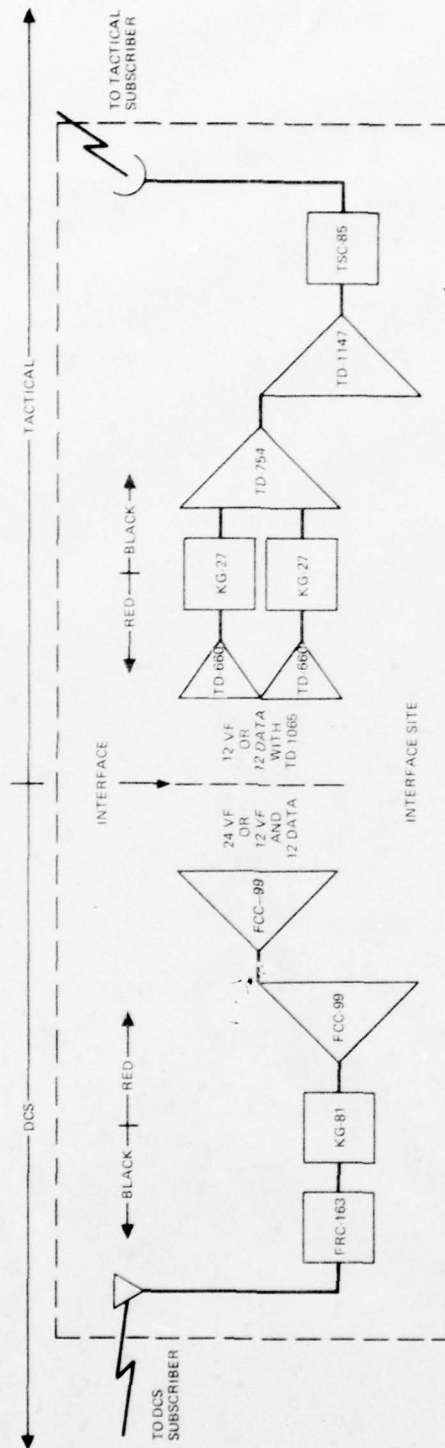 DCS
TACTICAL
TO DCS
SUBSCRIBER
BLACK
RED
FRC-163
KG-81
FCC-99
FCC-99
INTERFACE
24 VF
OR
12 VF
AND
12 DATA
12 VF
OR
12 DATA
WITH
TD-1065
RED
BLACK
TD-660
TD-660
KG-27
KG-27
TD-754
TD-1147
TSC-85
TO TACTICAL
SUBSCRIBER
INTERFACE SITE